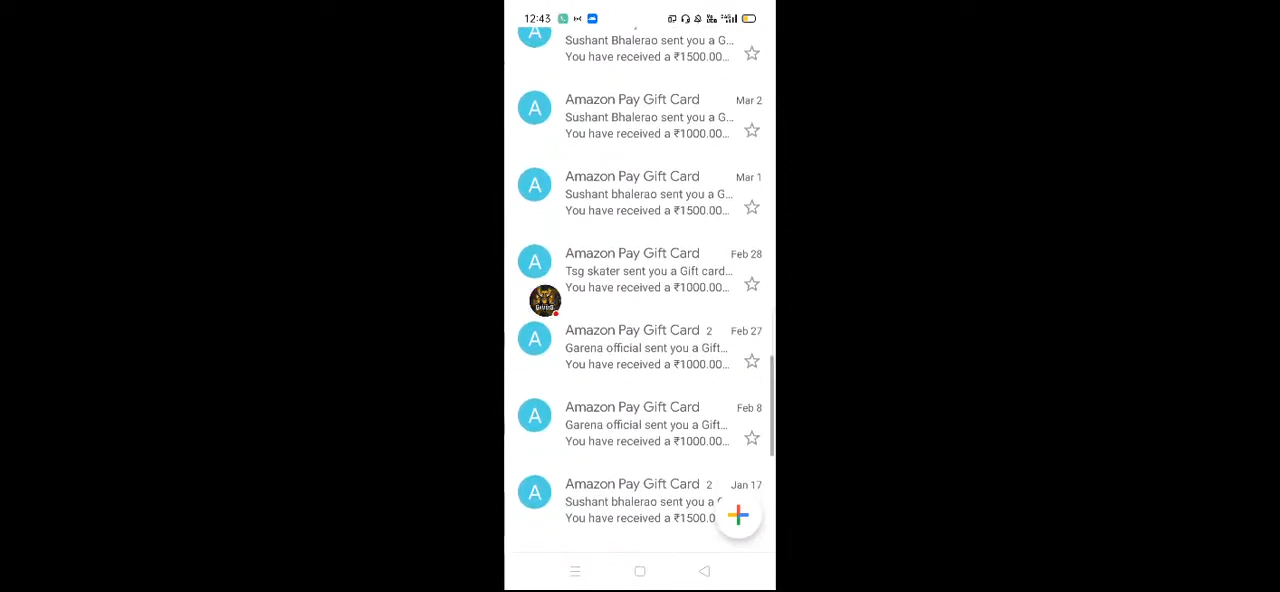 12:43
A
Sushant Bhalerao sent you a G...
You have received a ₹1500.00...
A
Amazon Pay Gift Card
Mar 2
Sushant Bhalerao sent you a G...
You have received a ₹1000.00...
A
Amazon Pay Gift Card
Mar 1
Sushant bhalerao sent you a G...
You have received a ₹1500.00...
A
Amazon Pay Gift Card
Feb 28
Tsg skater sent you a Gift card...
You have received a ₹1000.00...
A
Amazon Pay Gift Card 2
Feb 27
Garena official sent you a Gift...
You have received a ₹1000.00...
A
Amazon Pay Gift Card
Feb 8
Garena official sent you a Gift...
You have received a ₹1000.00...
A
Amazon Pay Gift Card 2
Jan 17
Sushant bhalerao sent you a
You have received a ₹1500.0